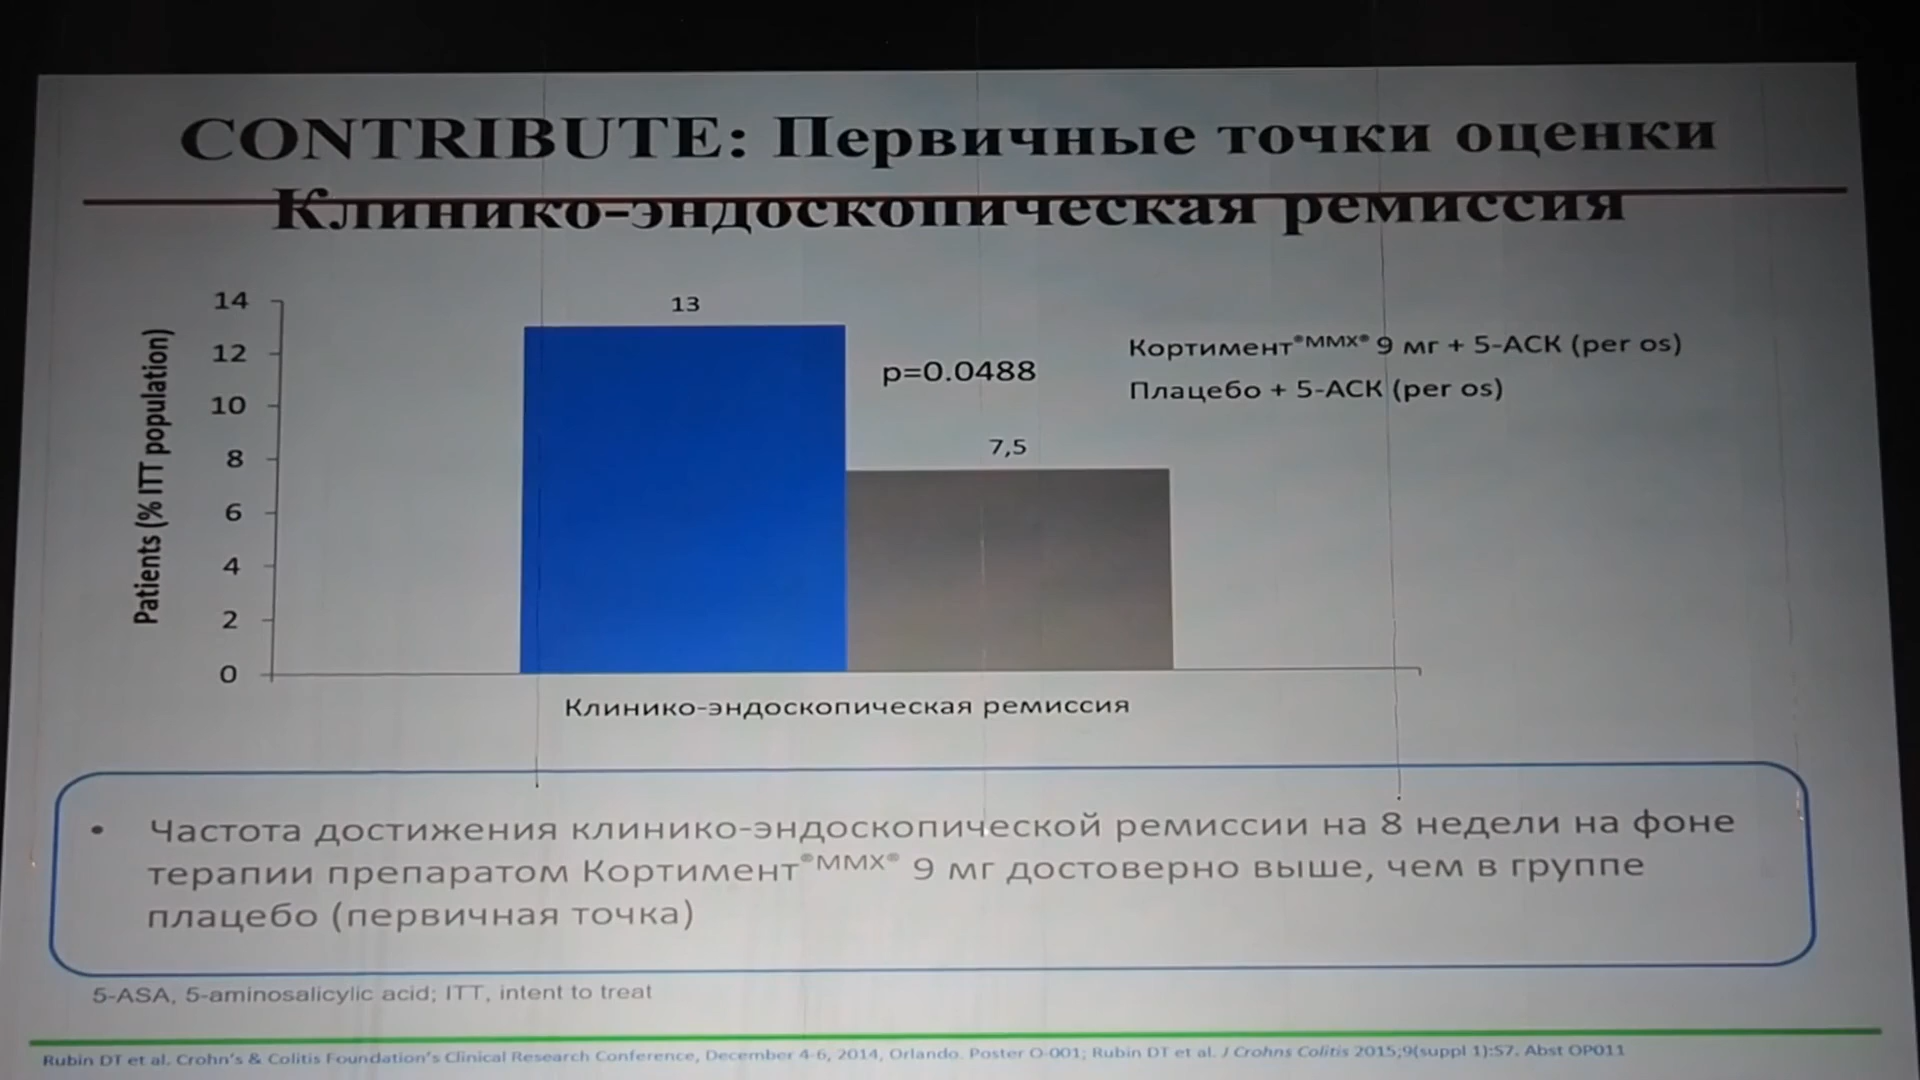 CONTRIBUTE: Первичные точки оценки
Клинико-эндоскопическая ремиссия
Patients (% ITT population)
14
12
10
8
6
4
2
0
13
p=0.0488
7,5
Кортимент®MMX® 9 мг + 5-АСК (per os)
Плацебо + 5-АСК (per os)
Клинико-эндоскопическая ремиссия
• Частота достижения клинико-эндоскопической ремиссии на 8 недели на фоне
терапии препаратом Кортимент®MMX® 9 мг достоверно выше, чем в группе
плацебо (первичная точка)
5-ASA, 5-aminosalicylic acid; ITT, intent to treat
Rubin DT et al. Crohn's & Colitis Foundation's Clinical Research Conference, December 4-6, 2014, Orlando. Poster O-001; Rubin DT et al. J Crohns Colitis 2015;9(suppl 1):S7. Abst OP011